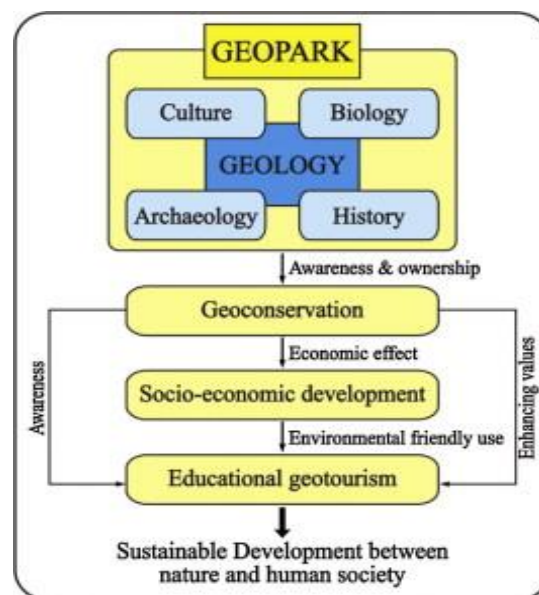 GEOPARK
Culture
Biology
GEOLOGY
Archaeology
History
Awareness & ownership
Geoconservation
Economic effect
Socio-economic development
Environmental friendly use
Educational geotourism
Awareness
Enhancing values
Sustainable Development between
nature and human society